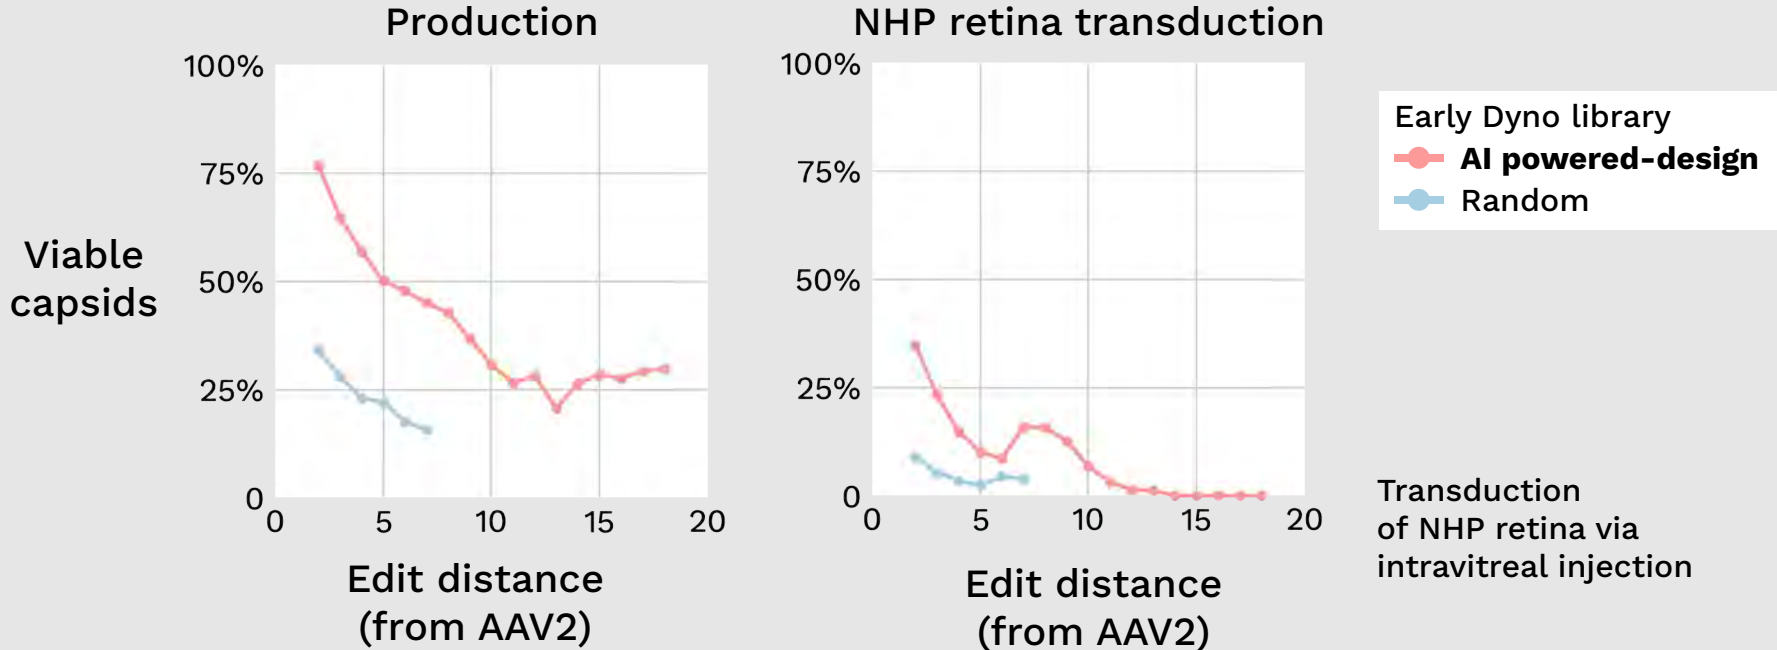 Production
NHP retina transduction
100%
75%
50%
25%
0
0 5 10 15 20
Viable
capsids
Edit distance
(from AAV2)
100%
75%
50%
25%
0
0 5 10 15 20
Edit distance
(from AAV2)
Early Dyno library
AI powered-design
Random
Transduction
of NHP retina via
intravitreal injection